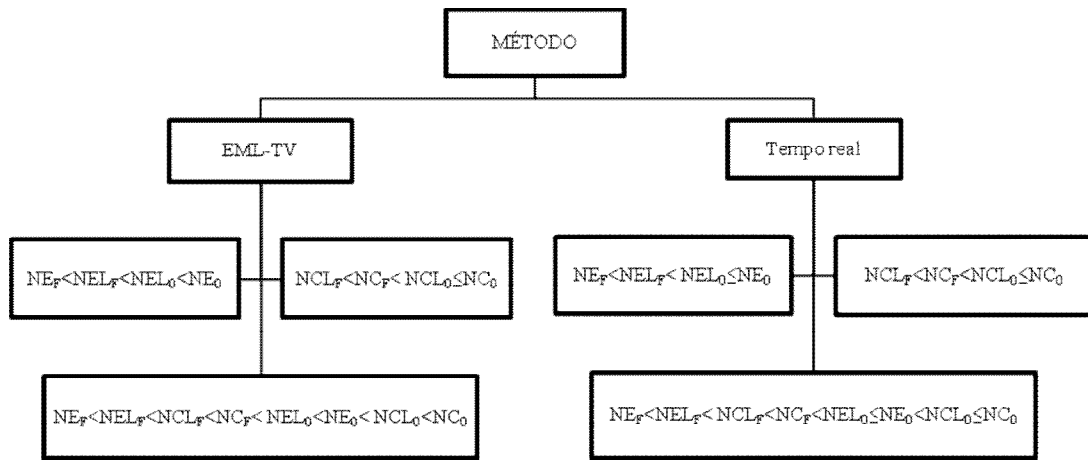 MÉTODO
EML-TV
Tempo real
NE_F<NEL_F<NEL_0<NE_0
NCL_F<NC_F< NCL_0≤NC_0
NE_F<NEL_F< NEL_0≤NE_0
NCL_F<NC_F<NCL_0≤NC_0
NE_F<NEL_F<NCL_F<NC_F< NEL_0<NE_0< NCL_0<NC_0
NE_F<NEL_F< NCL_F<NC_F<NEL_0≤NE_0<NCL_0≤NC_0